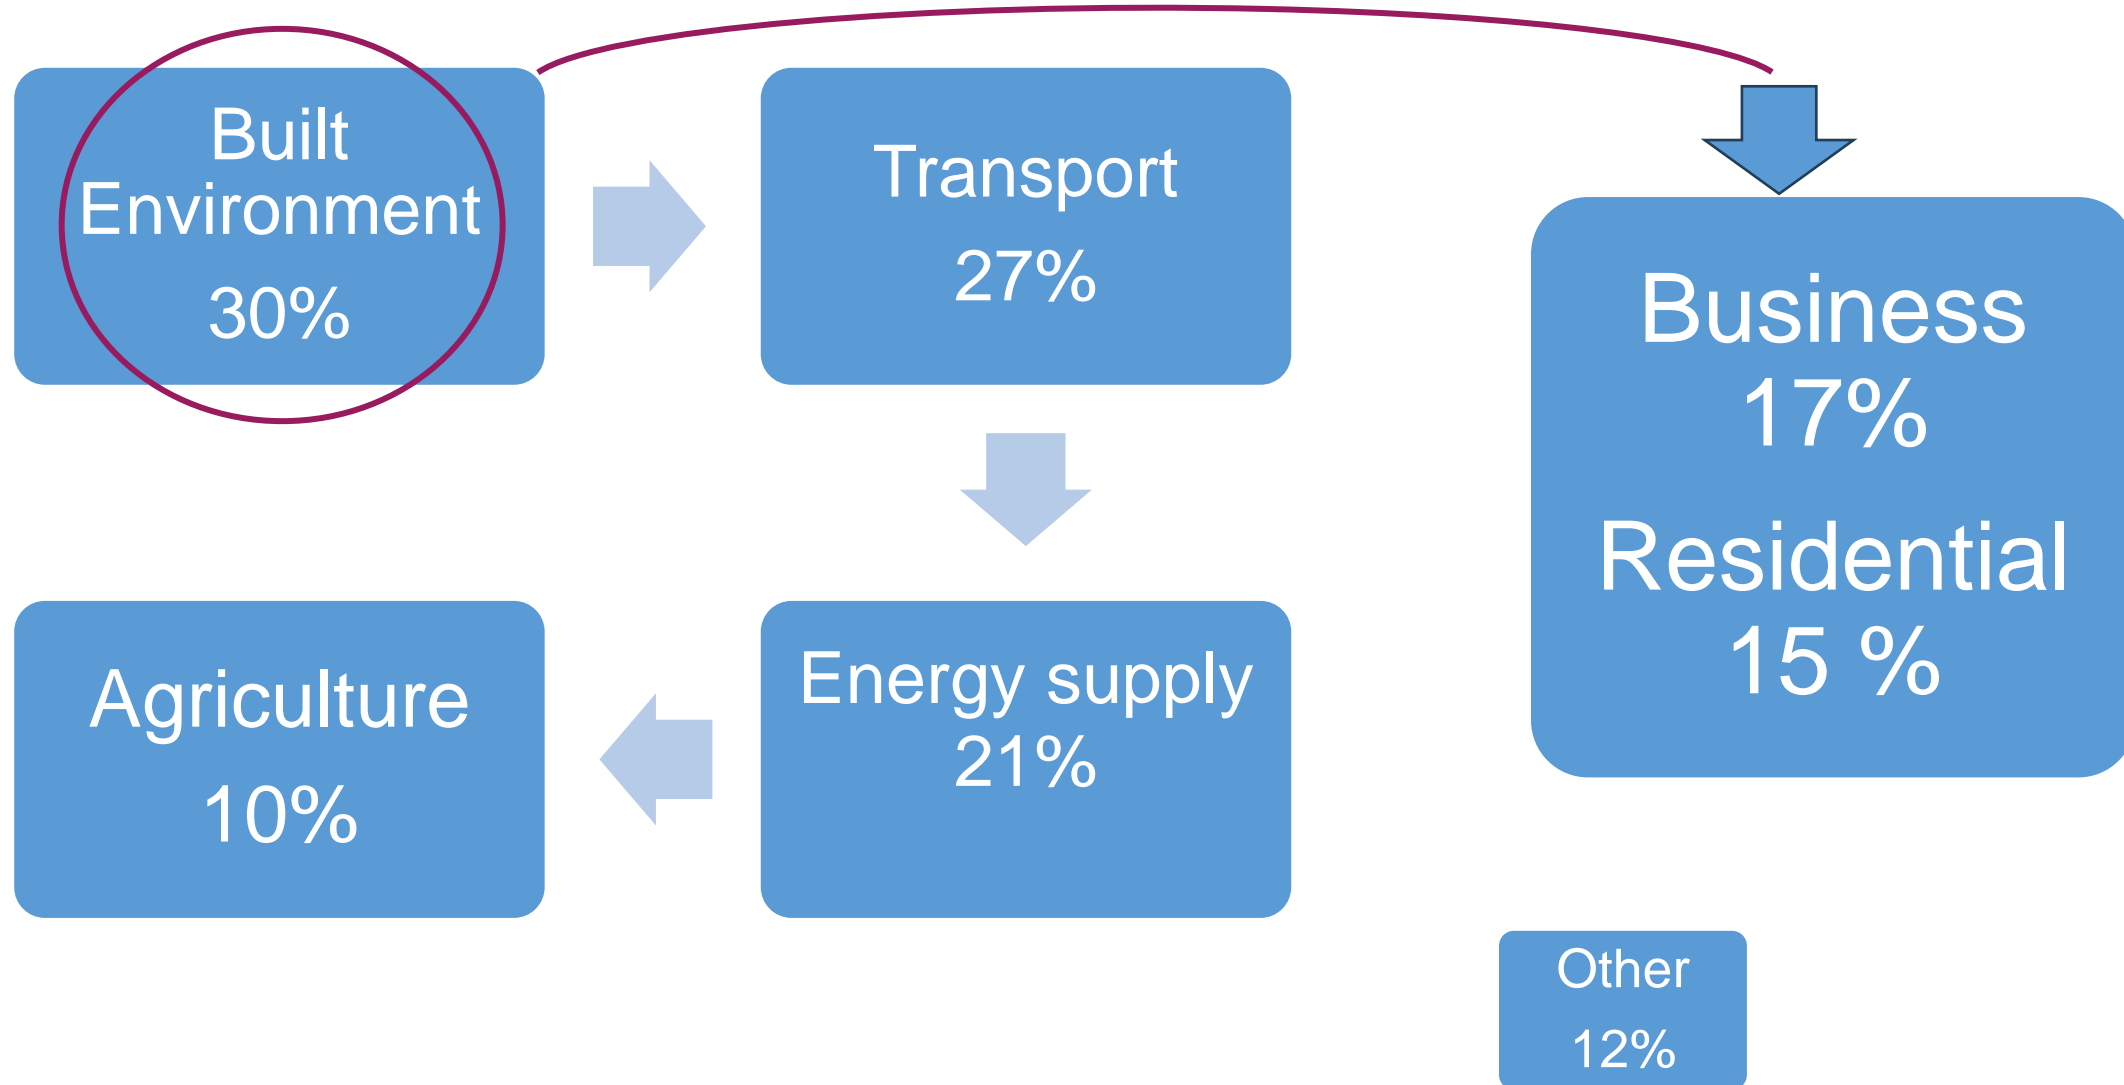 Built
Environment
30%
Transport
27%
Energy supply
21%
Agriculture
10%
Business
17%
Residential
15 %
Other
12%